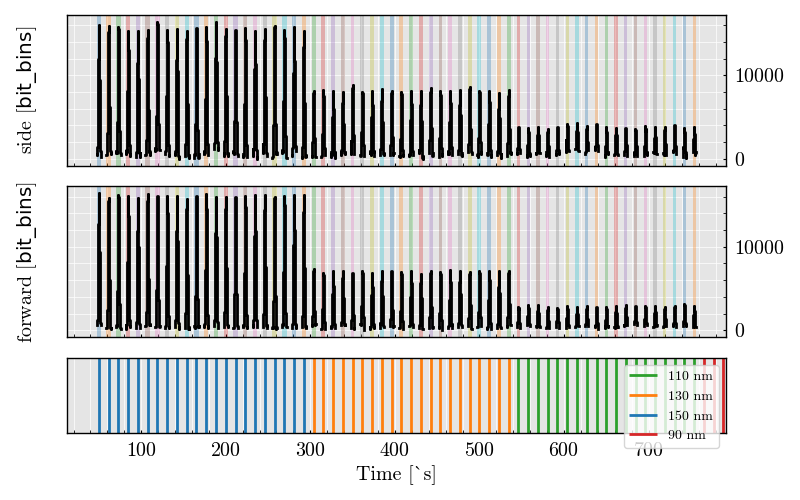 side [bit_bins]
10000
0
forward [bit_bins]
10000
0
110 nm
130 nm
150 nm
90 nm
100 200 300 400 500 600 700
Time [`s]